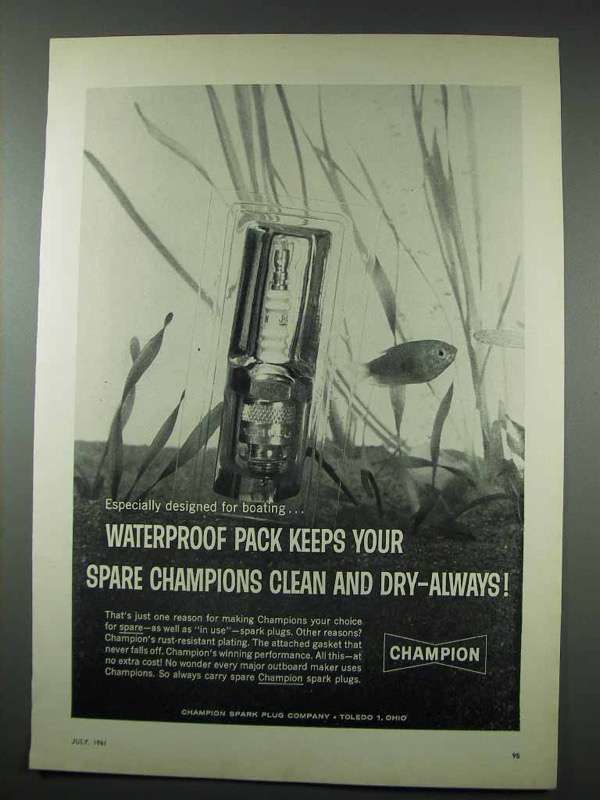 Especially designed for boating...
WATERPROOF PACK KEEPS YOUR
SPARE CHAMPIONS CLEAN AND DRY—ALWAYS!
That's just one reason for making Champions your choice
for spare—as well as "in use"—spark plugs. Other reasons?
Champion's rust-resistant plating. The attached gasket that
never falls off. Champion's winning performance. All this—at
no extra cost! No wonder every major outboard maker uses
Champions. So always carry spare Champion spark plugs.
CHAMPION
CHAMPION SPARK PLUG COMPANY • TOLEDO 1, OHIO
JULY, 1961
95